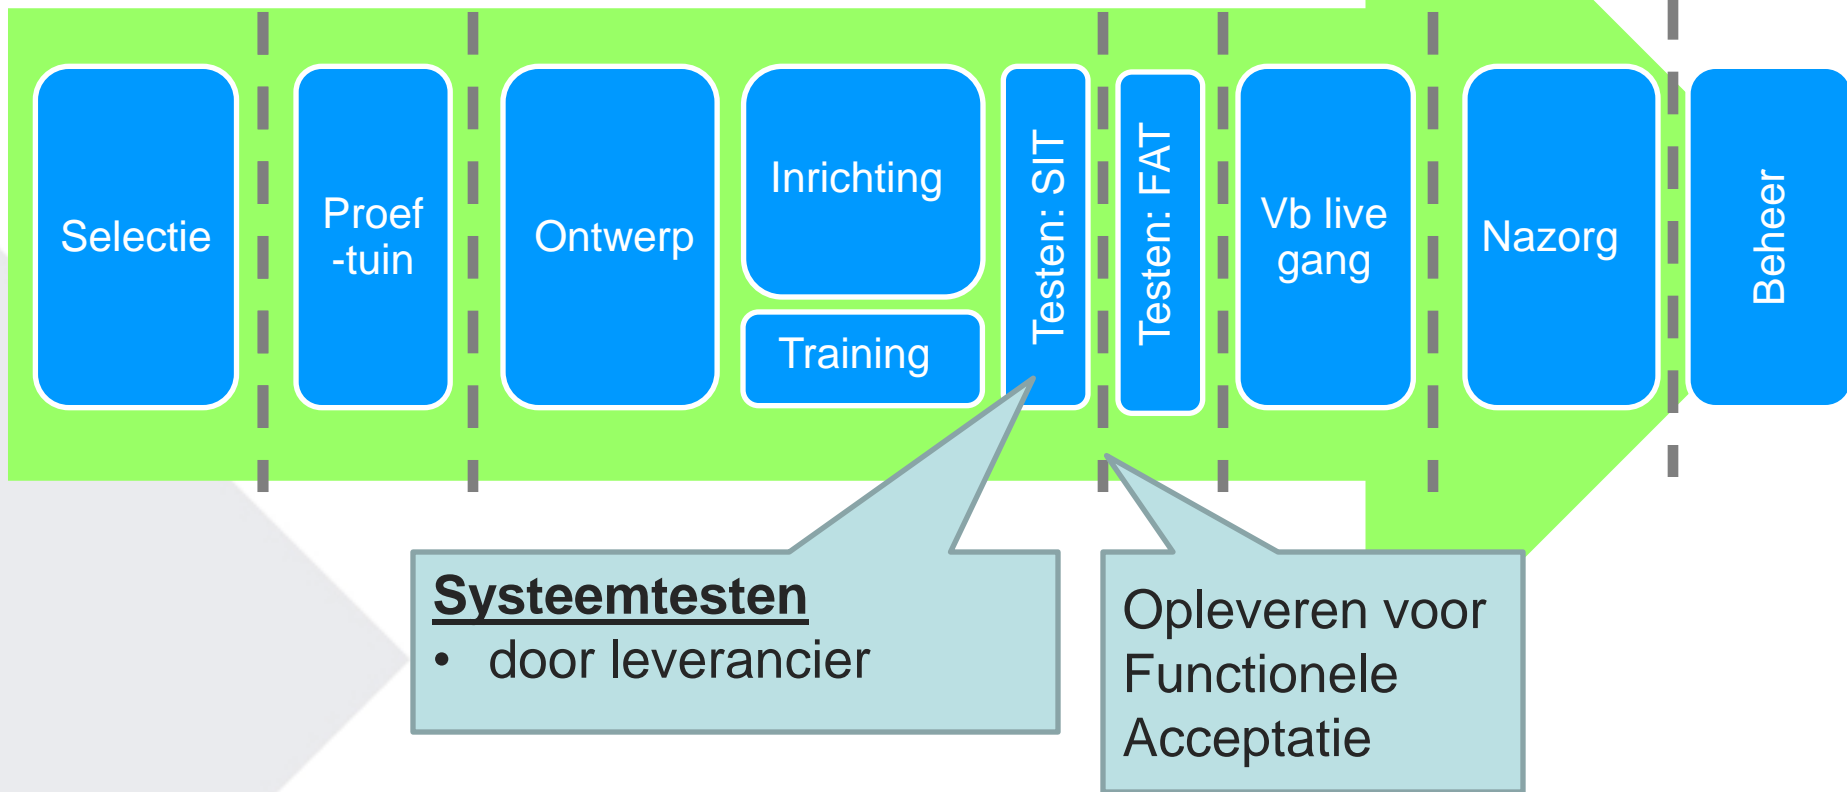 Selectie
Proef
-tuin
Ontwerp
Inrichting
Training
Testen: SIT
Testen: FAT
Vb live
gang
Nazorg
Beheer
Systeemtesten
• door leverancier
Opleveren voor
Functionele
Acceptatie